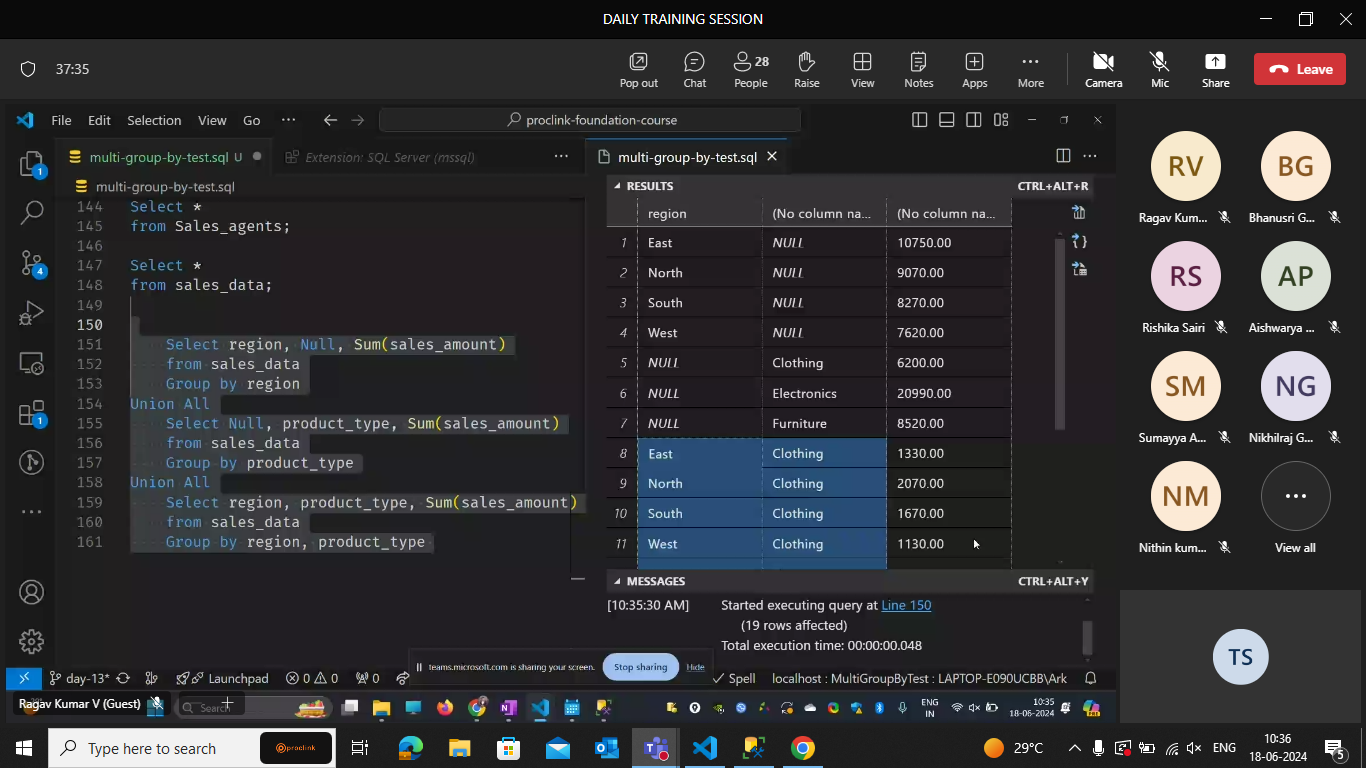 DAILY TRAINING SESSION
37:35
Pop out
Chat
28
People
Raise
View
Notes
Apps
More
Camera
Mic
Share
Leave
File Edit Selection View Go
proclink-foundation-course
multi-group-by-test.sql U
Extension: SQL Server (mssql)
multi-group-by-test.sql
multi-group-by-test.sql
144 Select *
145 from Sales_agents;
146
147 Select *
148 from sales_data;
149
150
151 Select region, Null, Sum(sales_amount)
152 from sales_data
153 Group by region
154 Union All
155 Select Null, product_type, Sum(sales_amount)
156 from sales_data
157 Group by product_type
158 Union All
159 Select region, product_type, Sum(sales_amount)
160 from sales_data
161 Group by region, product_type
1
4
1
RESULTS CTRL+ALT+R
region (No column na... (No column na...
1 East NULL 10750.00
2 North NULL 9070.00
3 South NULL 8270.00
4 West NULL 7620.00
5 NULL Clothing 6200.00
6 NULL Electronics 20990.00
7 NULL Furniture 8520.00
8 East Clothing 1330.00
9 North Clothing 2070.00
10 South Clothing 1670.00
11 West Clothing 1130.00
MESSAGES CTRL+ALT+Y
[10:35:30 AM] Started executing query at Line 150
(19 rows affected)
Total execution time: 00:00:00.048
teams.microsoft.com is sharing your screen. Stop sharing Hide
day-13* Launchpad 0 0 0
Spell localhost : MultiGroupByTest : LAPTOP-E090UCBB\Ark
Ragav Kumar V (Guest)
Search
ENG
IN
10:35
18-06-2024
RV
Ragav Kum...
BG
Bhanusri G...
RS
Rishika Sairi
AP
Aishwarya ...
SM
Sumayya A...
NG
Nikhilraj G...
NM
Nithin kum...
View all
TS
Type here to search
proclink
29°C
ENG
10:36
18-06-2024
5